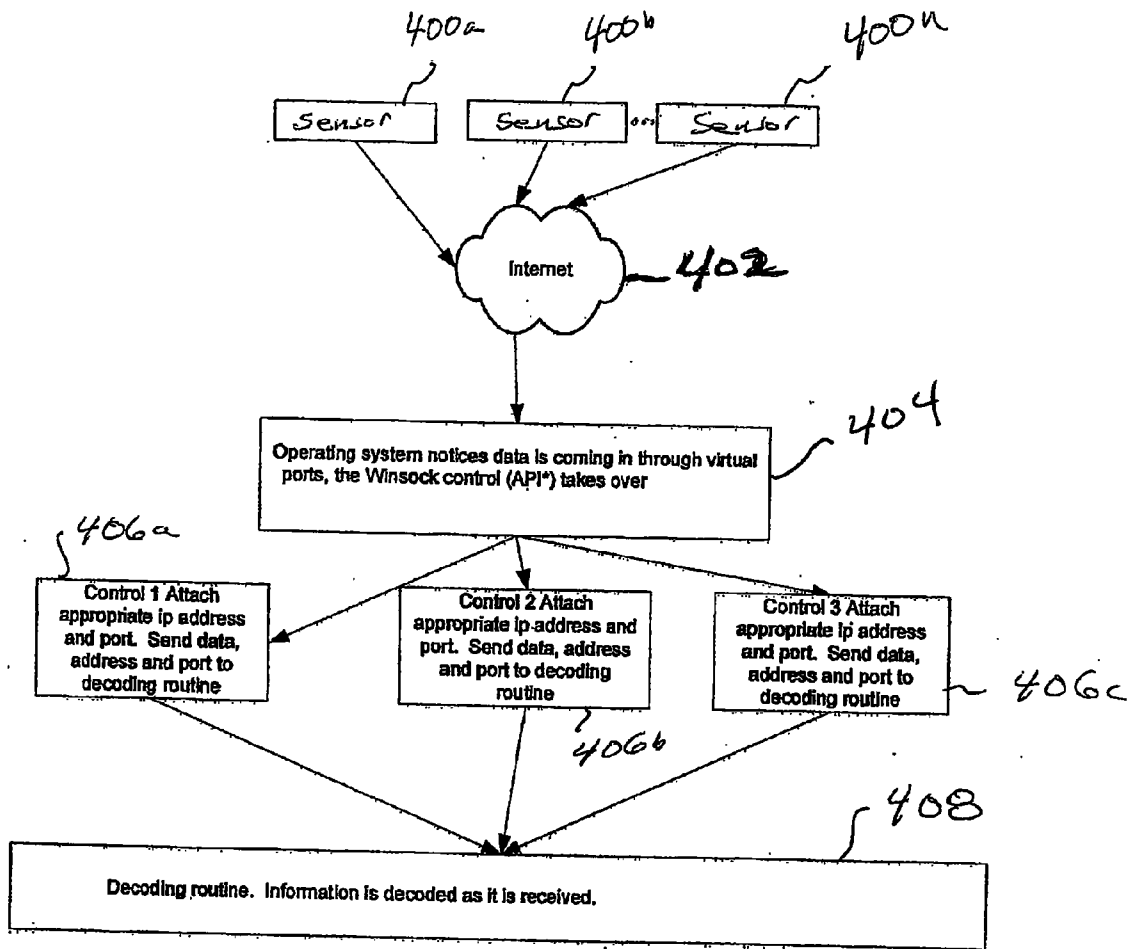 400a
400b
400n
Sensor
Sensor
...
Sensor
Internet
402
404
Operating system notices data is coming in through virtual
ports, the Winsock control (API*) takes over
406a
Control 1 Attach
appropriate ip address
and port. Send data,
address and port to
decoding routine
Control 2 Attach
appropriate ip address and
port. Send data, address
and port to decoding
routine
Control 3 Attach
appropriate ip address
and port. Send data,
address and port to
decoding routine
406c
406b
408
Decoding routine. Information is decoded as it is received.